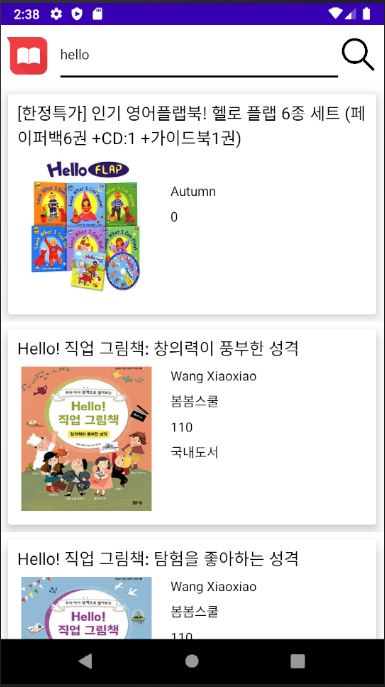 2:38
hello
[한정특가] 인기 영어플랩북! 헬로 플랩 6종 세트 (페
이퍼백6권 +CD:1 +가이드북1권)
Hello FLAP
Autumn
0
Hello! 직업 그림책: 창의력이 풍부한 성격
Hello!
직업 그림책
창의력이 풍부한 성격
Wang Xiaoxiao
봄봄스쿨
110
국내도서
Hello! 직업 그림책: 탐험을 좋아하는 성격
Hello!
직업 그림책
Wang Xiaoxiao
봄봄스쿨
110